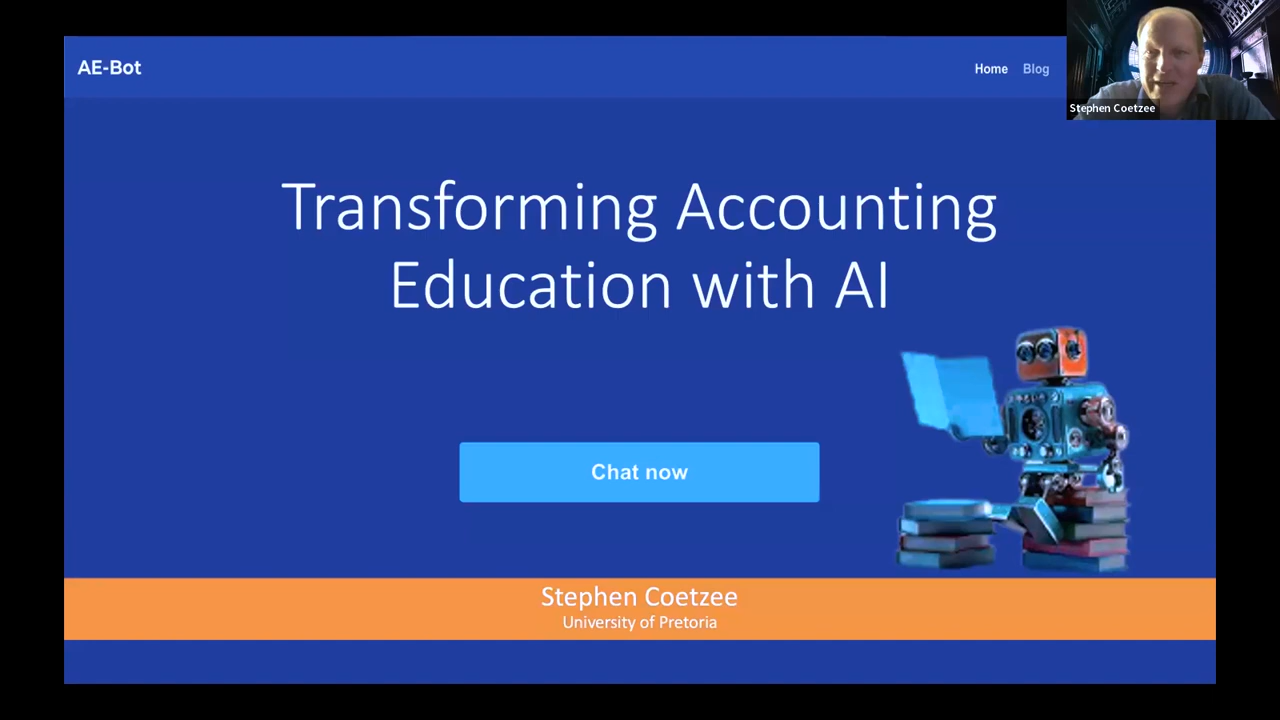 AE-Bot
Home Blog
Stephen Coetzee
Transforming Accounting
Education with AI
Chat now
Stephen Coetzee
University of Pretoria